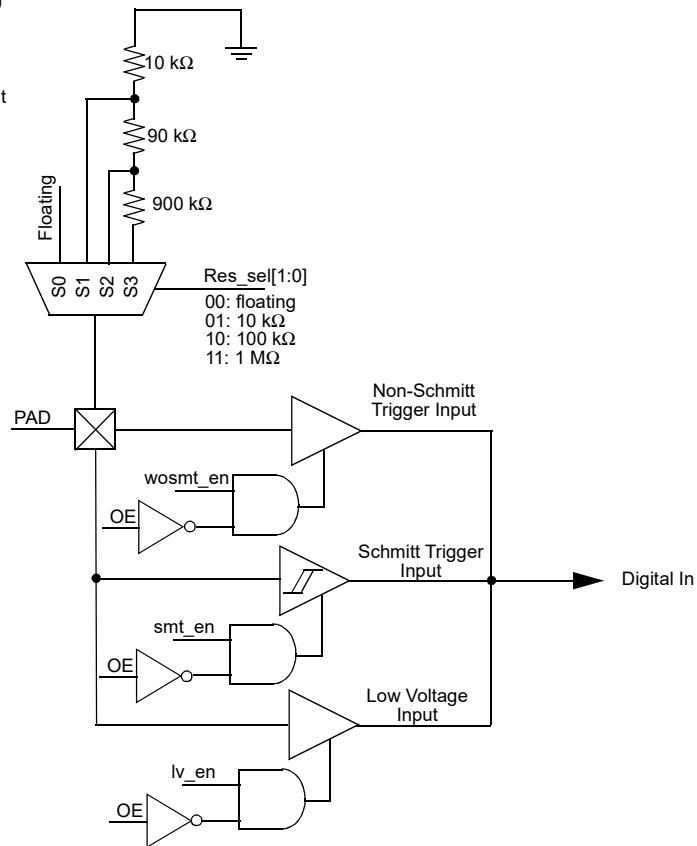 10 kΩ
t
90 kΩ
900 kΩ
Floating
S0
S1
S2
S3
Res_sel[1:0]
00: floating
01: 10 kΩ
10: 100 kΩ
11: 1 MΩ
PAD
Non-Schmitt
Trigger Input
wosmt_en
OE
Schmitt Trigger
Input
Digital In
smt_en
OE
Low Voltage
Input
lv_en
OE